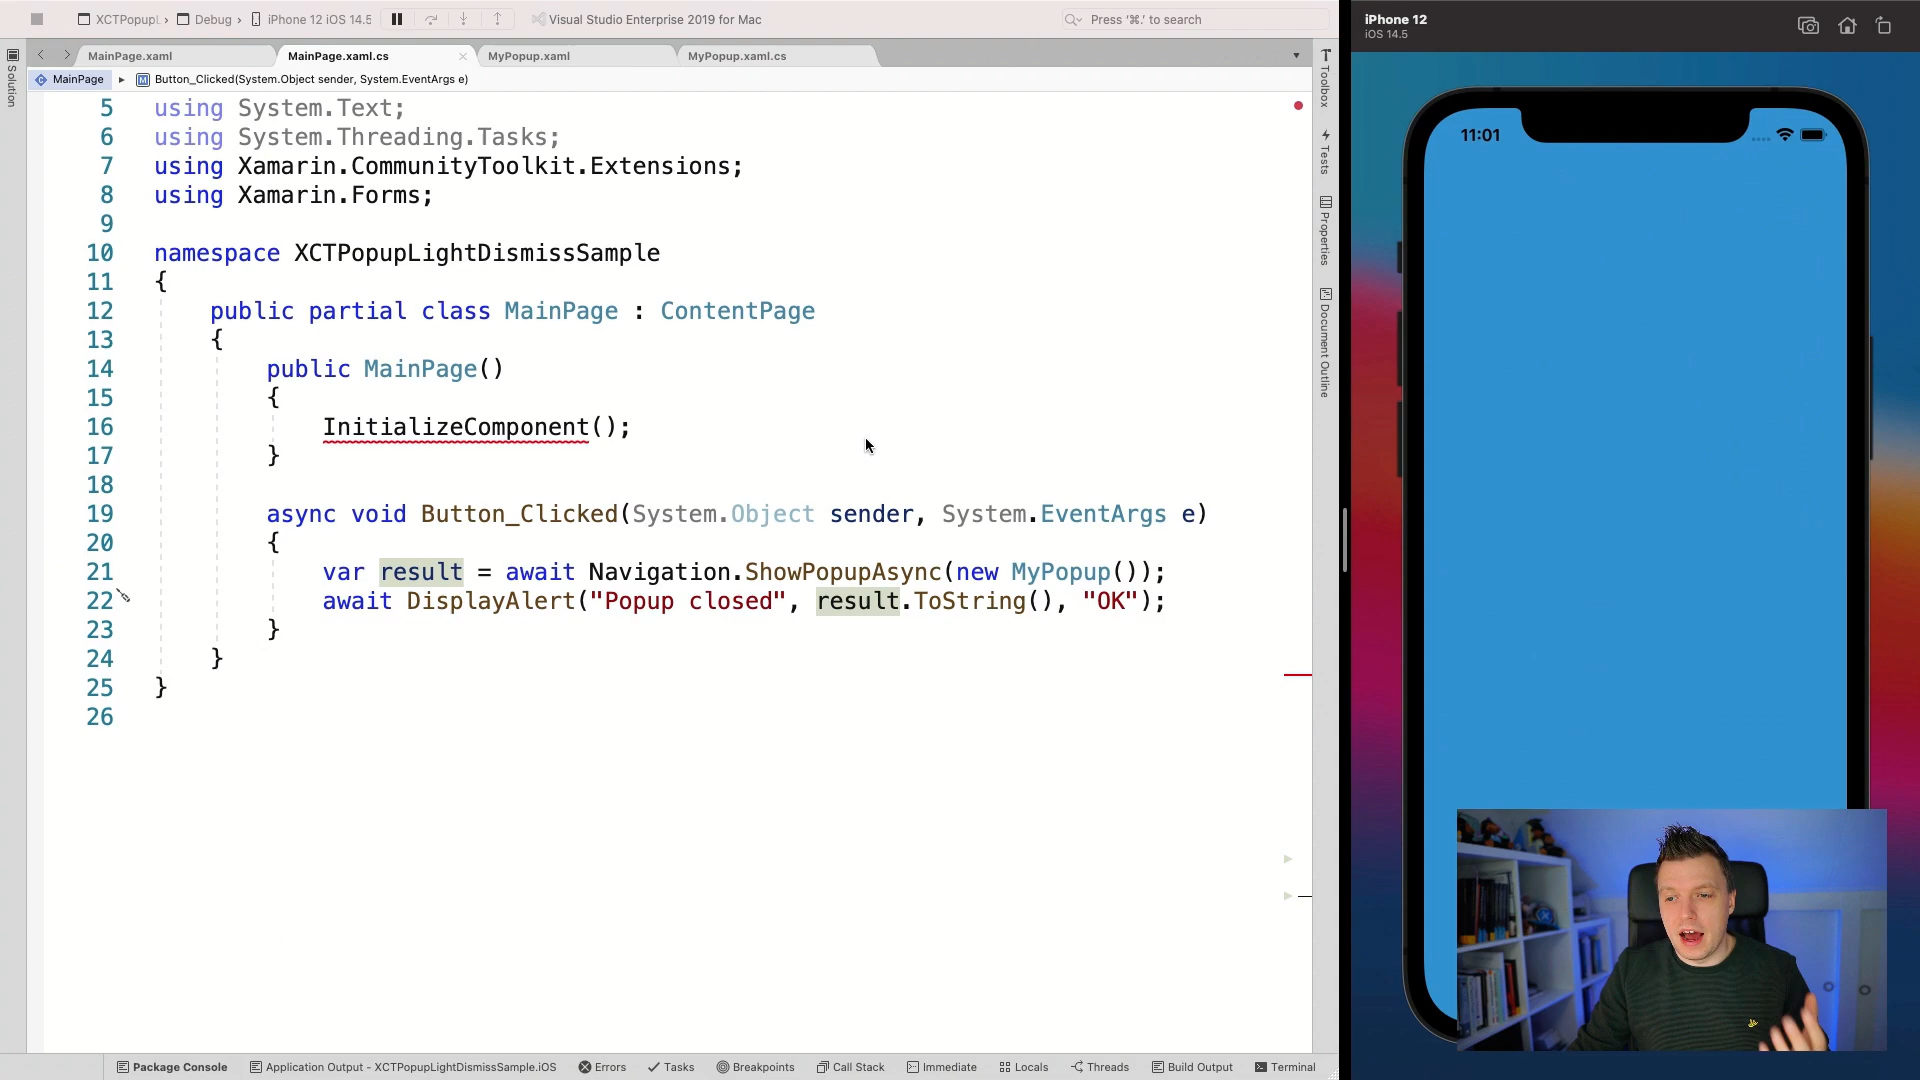 XCTPopupl
Debug
iPhone 12 iOS 14.5
Visual Studio Enterprise 2019 for Mac
Press '⌘.' to search
iPhone 12
iOS 14.5
Solution
MainPage.xaml
MainPage.xaml.cs
MyPopup.xaml
MyPopup.xaml.cs
MainPage
Button_Clicked(System.Object sender, System.EventArgs e)
5 using System.Text;
6 using System.Threading.Tasks;
7 using Xamarin.CommunityToolkit.Extensions;
8 using Xamarin.Forms;
9
10 namespace XCTPopupLightDismissSample
11 {
12 public partial class MainPage : ContentPage
13 {
14 public MainPage()
15 {
16 InitializeComponent();
17 }
18
19 async void Button_Clicked(System.Object sender, System.EventArgs e)
20 {
21 var result = await Navigation.ShowPopupAsync(new MyPopup());
22 await DisplayAlert("Popup closed", result.ToString(), "OK");
23 }
24 }
25 }
26
Toolbox
Tests
Properties
Document Outline
11:01
Package Console
Application Output - XCTPopupLightDismissSample.iOS
Errors
Tasks
Breakpoints
Call Stack
Immediate
Locals
Threads
Build Output
Terminal